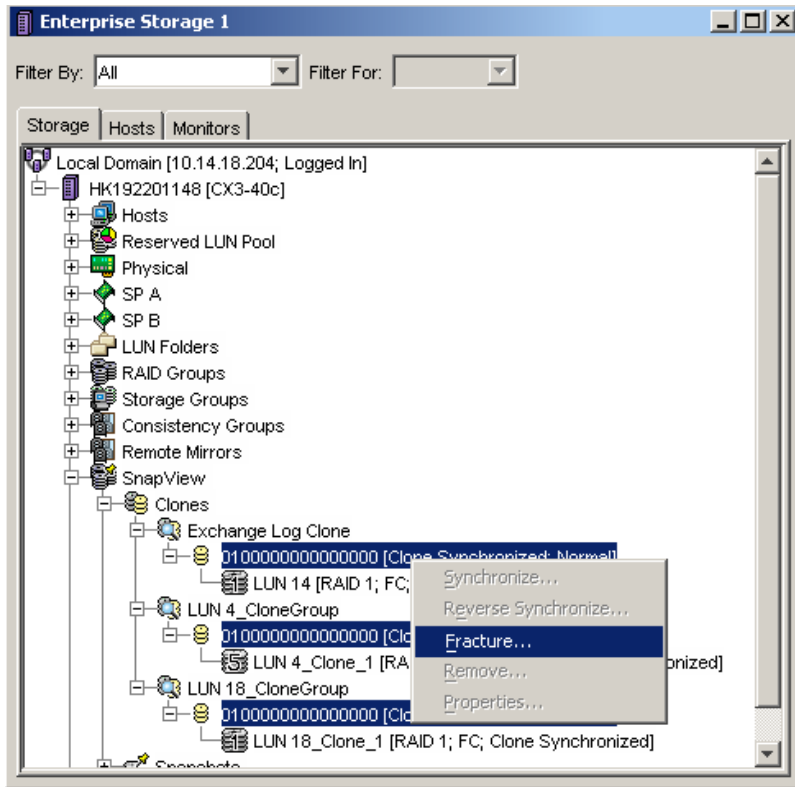 Enterprise Storage 1
Filter By: All Filter For:
Storage Hosts Monitors
Local Domain [10.14.18.204; Logged In]
HK192201148 [CX3-40c]
Hosts
Reserved LUN Pool
Physical
SP A
SP B
LUN Folders
RAID Groups
Storage Groups
Consistency Groups
Remote Mirrors
SnapView
Clones
Exchange Log Clone
0100000000000000 [Clone Synchronized; Normal]
LUN 14 [RAID 1; FC;
LUN 4_CloneGroup
0100000000000000 [Clo
LUN 4_Clone_1 [RA onized]
LUN 18_CloneGroup
0100000000000000 [Clo
LUN 18_Clone_1 [RAID 1; FC; Clone Synchronized]
Snapshots
Synchronize...
Reverse Synchronize...
Fracture...
Remove...
Properties...